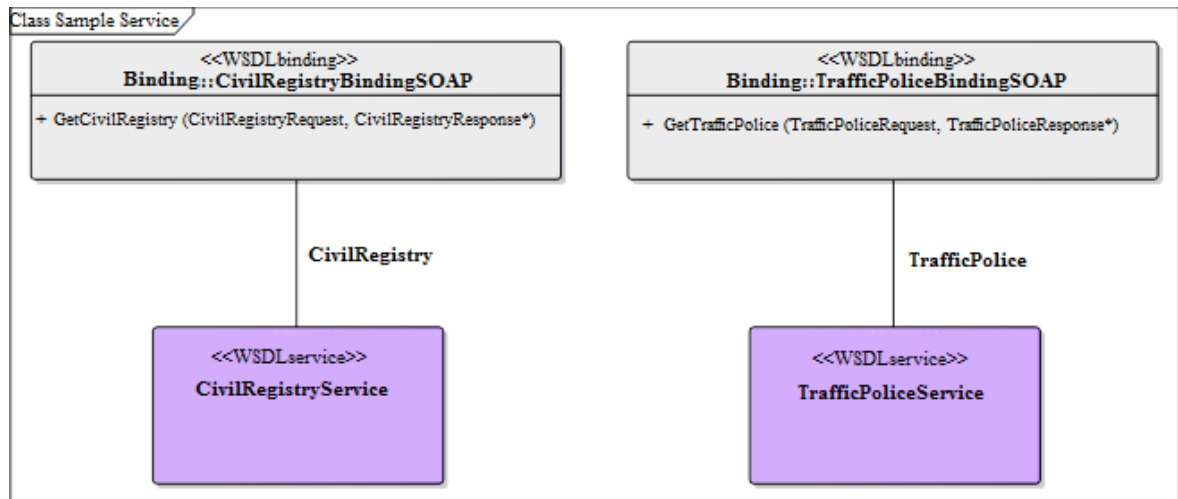 Class Sample Service
<<WSDLbinding>>
Binding::CivilRegistryBindingSOAP
+ GetCivilRegistry (CivilRegistryRequest, CivilRegistryResponse*)
<<WSDLbinding>>
Binding::TrafficPoliceBindingSOAP
+ GetTrafficPolice (TrafficPoliceRequest, TrafficPoliceResponse*)
CivilRegistry
TrafficPolice
<<WSDLservice>>
CivilRegistryService
<<WSDLservice>>
TrafficPoliceService